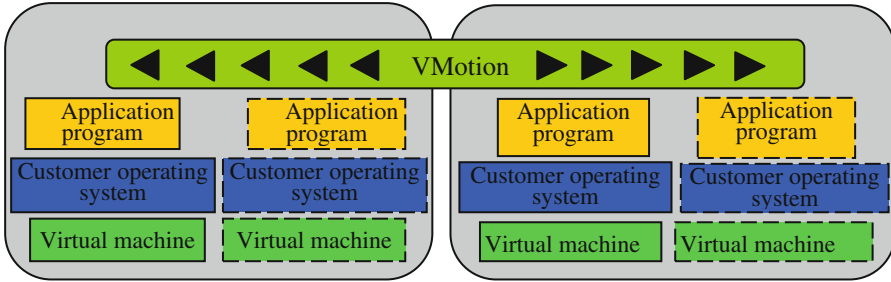 VMotion
Application
program
Application
program
Application
program
Application
program
Customer operating
system
Customer operating
system
Customer operating
system
Customer operating
system
Virtual machine
Virtual machine
Virtual machine
Virtual machine